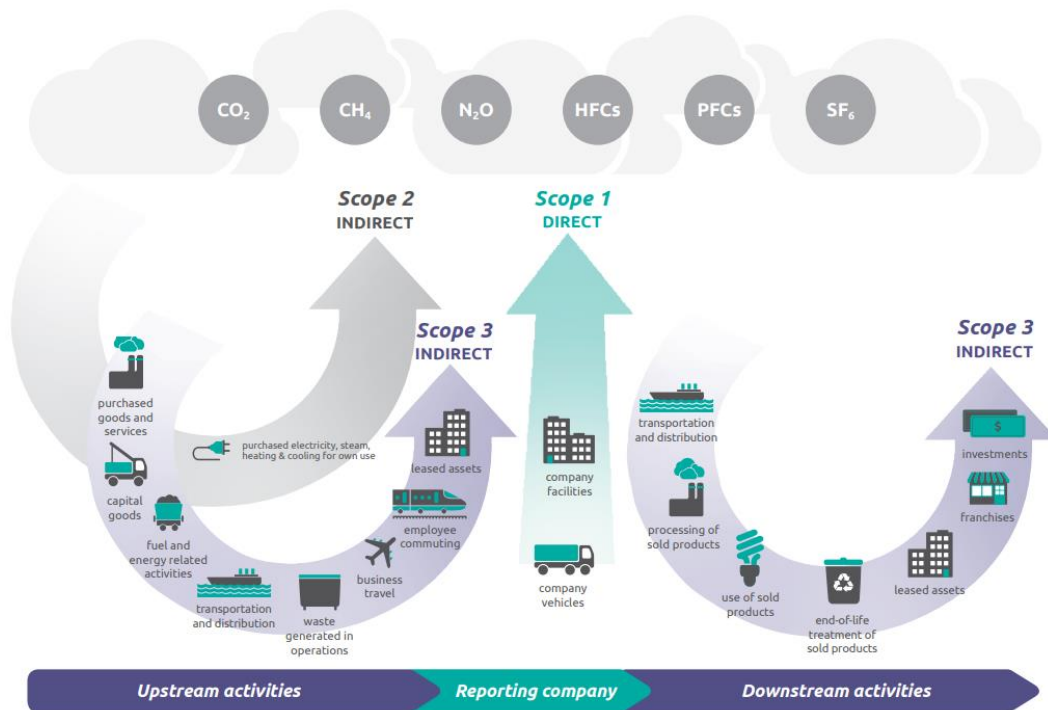 CO₂
CH₄
N₂O
HFCs
PFCs
SF₆
Scope 2
INDIRECT
Scope 1
DIRECT
Scope 3
INDIRECT
Scope 3
INDIRECT
purchased
goods and
services
capital
goods
fuel and
energy related
activities
purchased electricity, steam,
heating & cooling for own use
transportation
and distribution
waste
generated in
operations
business
travel
employee
commuting
leased assets
company
facilities
company
vehicles
transportation
and distribution
processing of
sold products
use of sold
products
end-of-life
treatment of
sold products
leased assets
franchises
$
investments
Upstream activities
Reporting company
Downstream activities